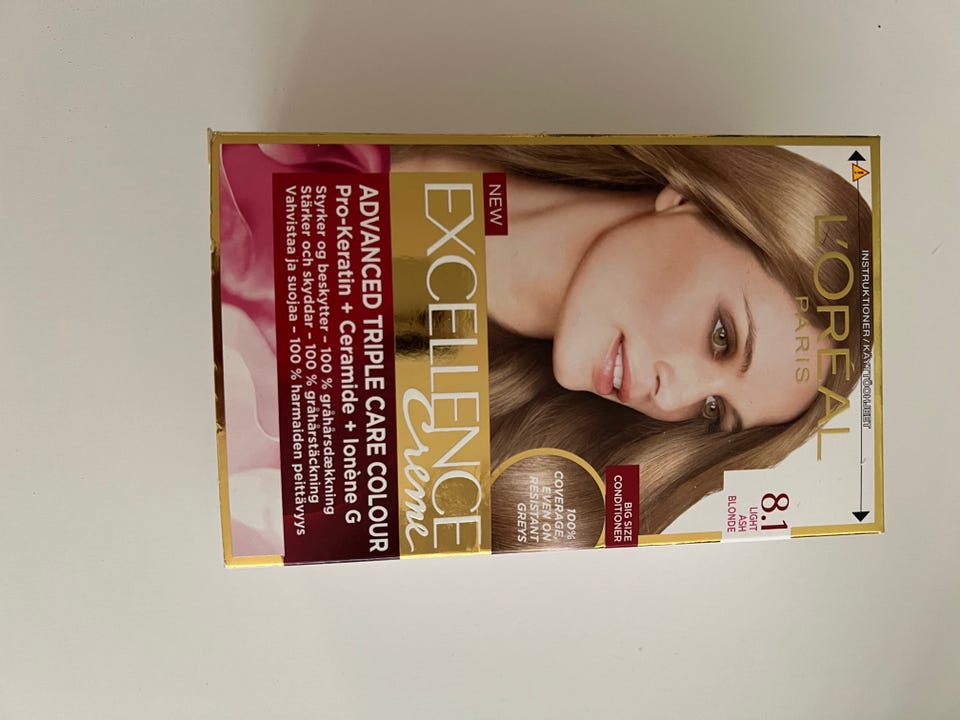 INSTRUKTIONER/KÄYTTÖOHJEET
L'ORÉAL
PARIS
8.1
LIGHT
ASH
BLONDE
BIG SIZE
CONDITIONER
100%
COVERAGE,
EVEN ON
RESISTANT
GREYS
NEW
EXCELLENCE
Creme
ADVANCED TRIPLE CARE COLOUR
Pro-Keratin + Ceramide + Ionène G
Styrker og beskytter – 100 % gråhårsdækkning
Stärker och skyddar – 100 % gråhårstäckning
Vahvistaa ja suojaa – 100 % harmaiden peittävyys